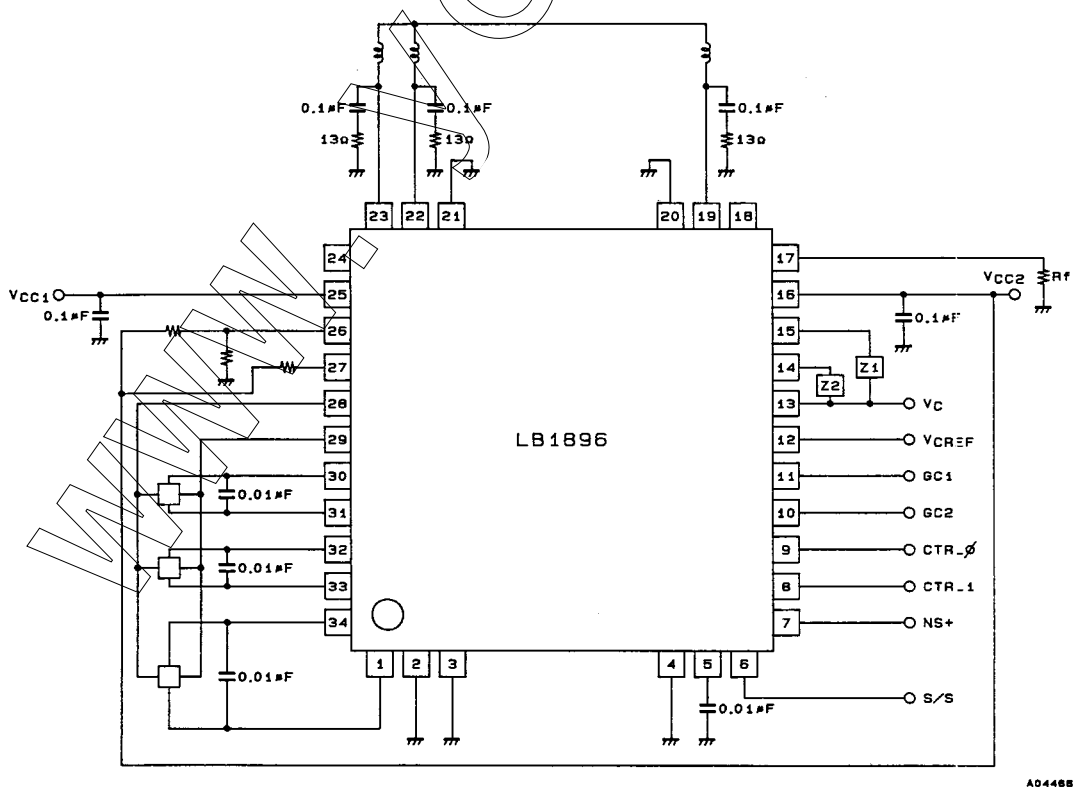 0.1µF
0.1µF
0.1µF
13Ω
13Ω
13Ω
23
22
21
20
19
18
24
17
Rf
VCC1
25
16
VCC2
0.1µF
0.1µF
26
15
27
14
Z2
Z1
28
13
VC
LB1896
29
12
VCREF
30
11
GC1
0.01µF
31
10
GC2
32
9
CTR_Ø
0.01µF
33
8
CTR_1
34
7
NS+
1
2
3
4
5
6
0.01µF
S/S
0.01µF
A04465
WWW.